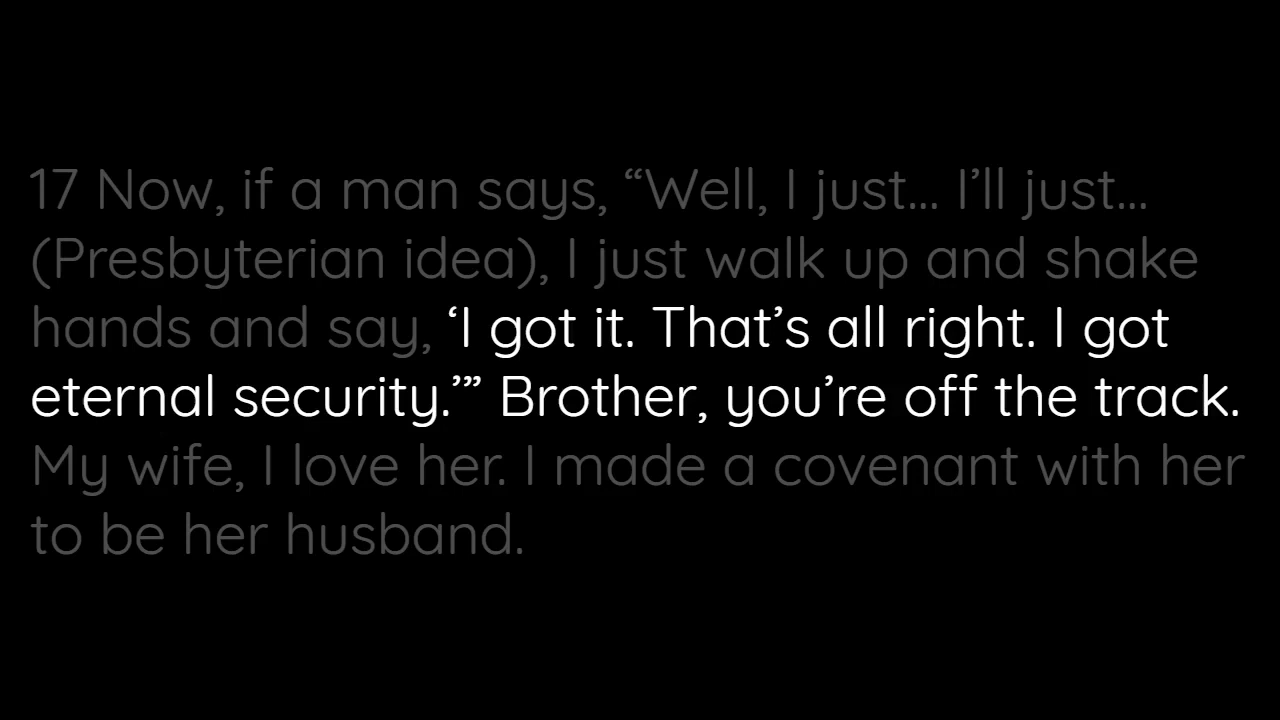 17 Now, if a man says, “Well, I just... I’ll just...
(Presbyterian idea), I just walk up and shake
hands and say, ‘I got it. That’s all right. I got
eternal security.’” Brother, you’re off the track.
My wife, I love her. I made a covenant with her
to be her husband.